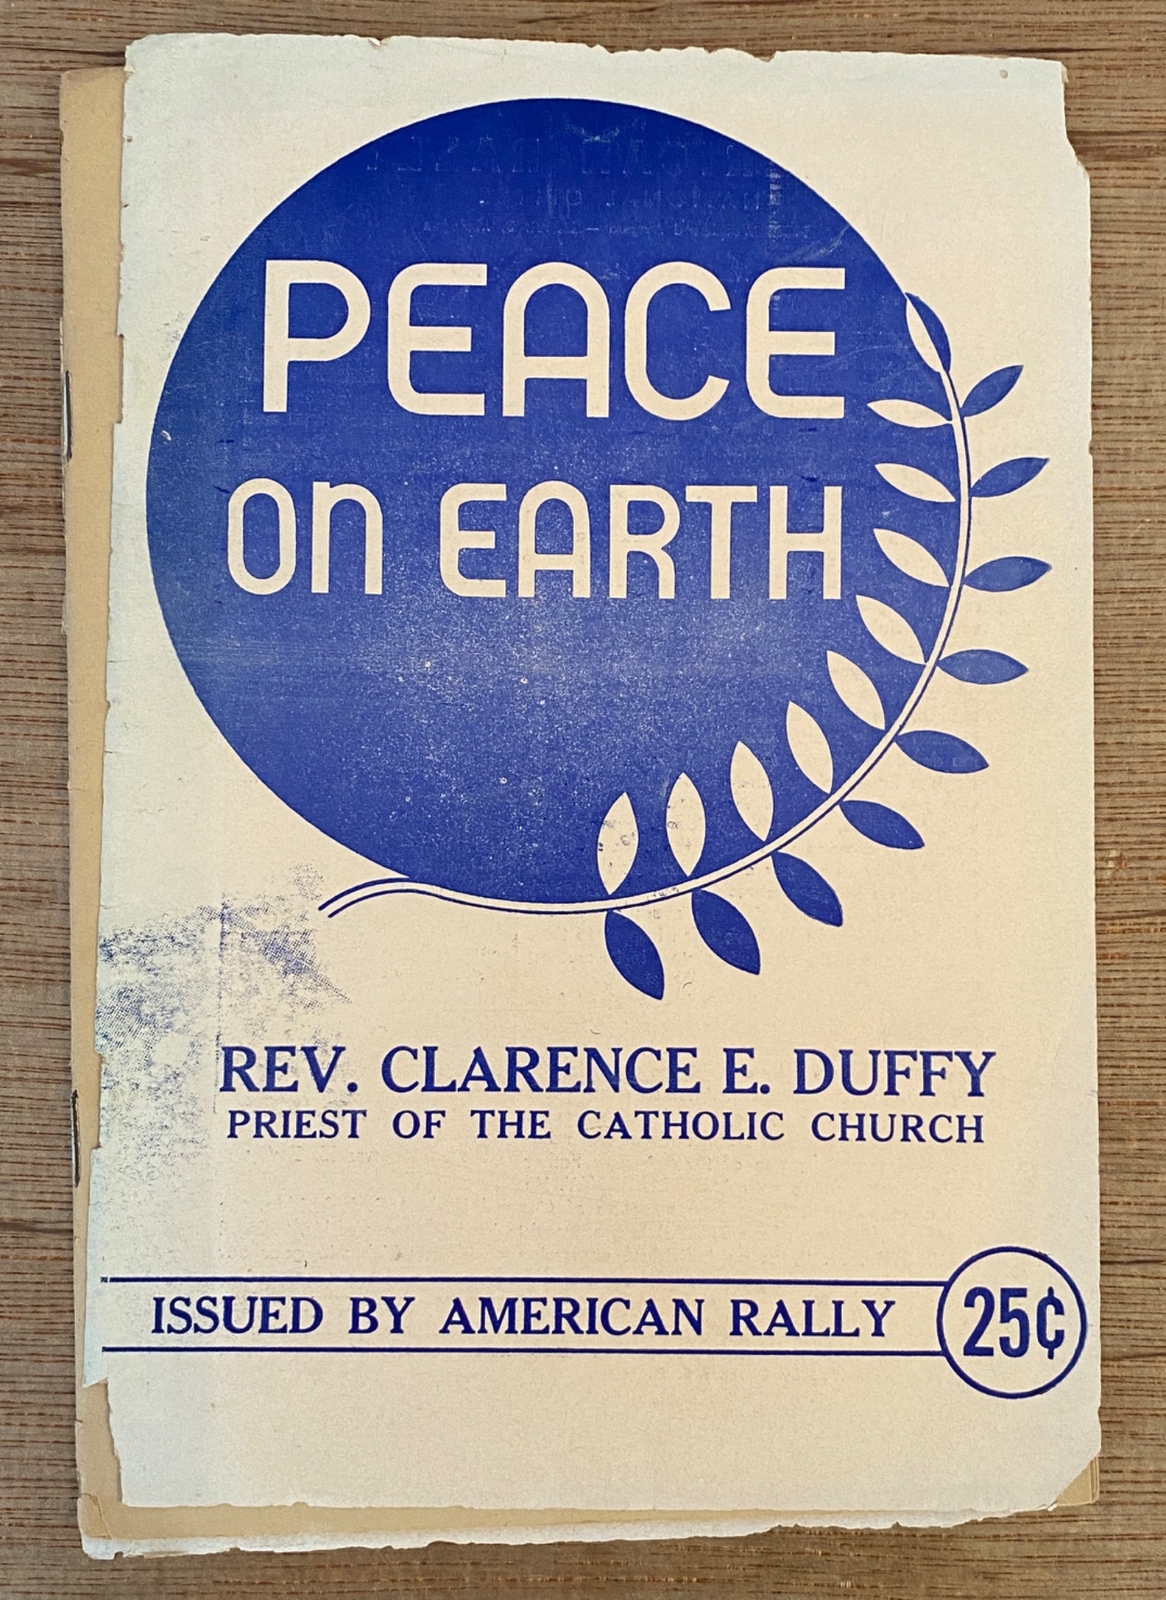 PEACE
ON EARTH
REV. CLARENCE E. DUFFY
PRIEST OF THE CATHOLIC CHURCH
ISSUED BY AMERICAN RALLY
25¢